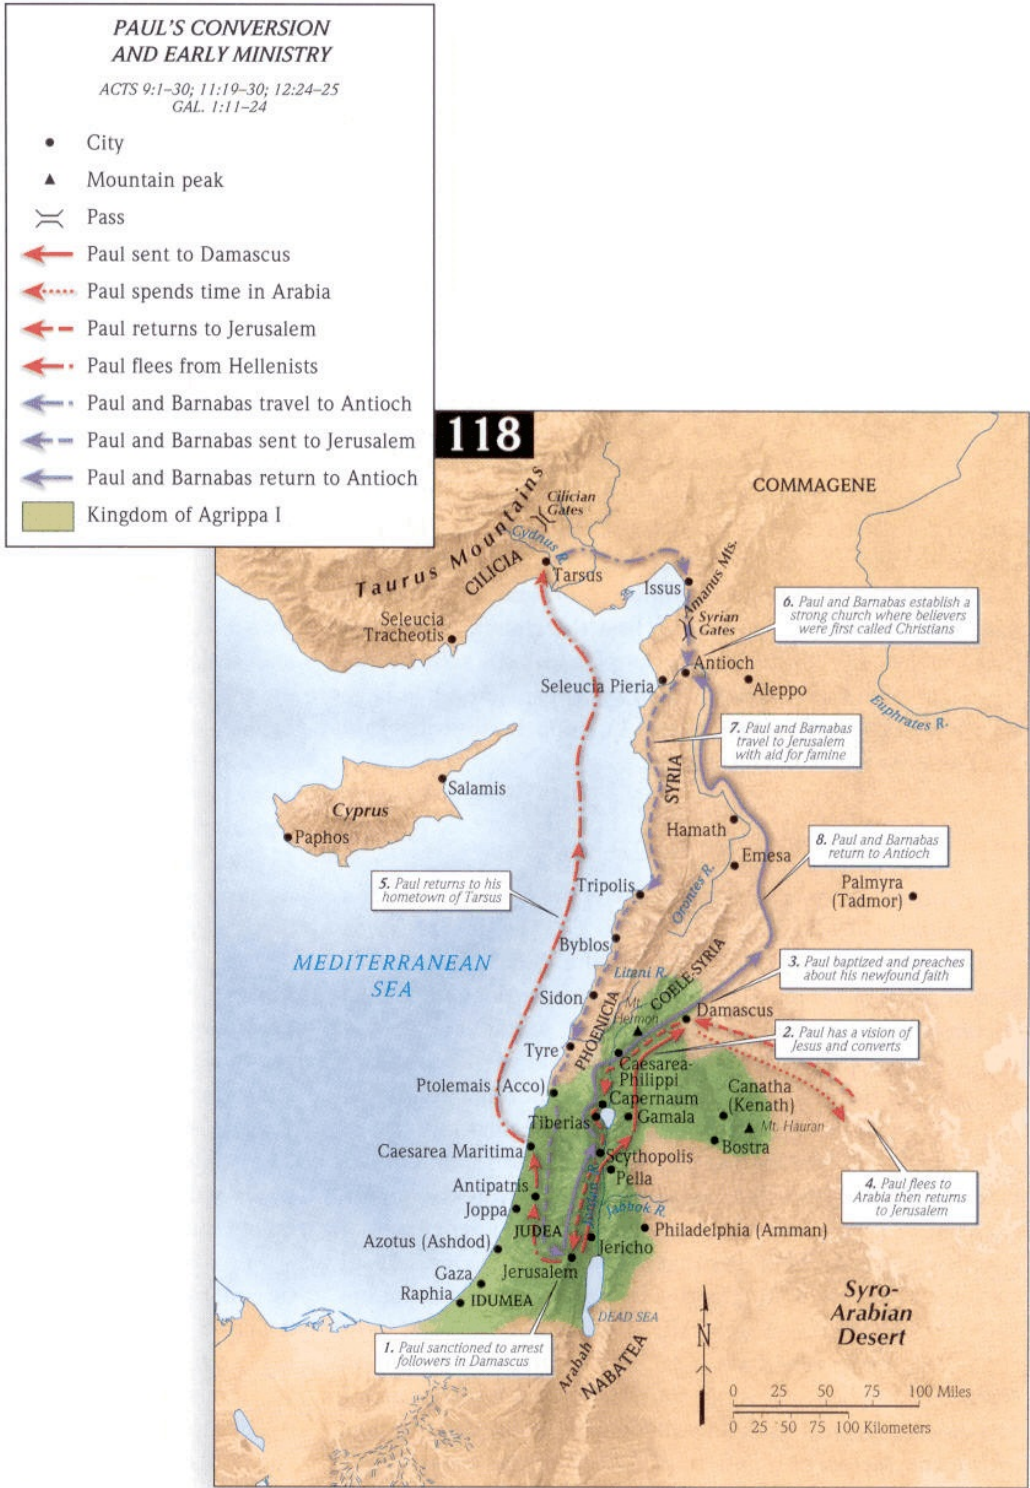 PAUL'S CONVERSION
AND EARLY MINISTRY
ACTS 9:1–30; 11:19–30; 12:24–25
GAL. 1:11–24
City
Mountain peak
Pass
Paul sent to Damascus
Paul spends time in Arabia
Paul returns to Jerusalem
Paul flees from Hellenists
Paul and Barnabas travel to Antioch
Paul and Barnabas sent to Jerusalem
Paul and Barnabas return to Antioch
Kingdom of Agrippa I
118
COMMAGENE
Taurus Mountains
Cilician
Gates
Cydnus R.
CILICIA
Tarsus
Issus
Amanus Mts.
Syrian
Gates
Seleucia
Tracheotis
6. Paul and Barnabas establish a
strong church where believers
were first called Christians
Antioch
Seleucia Pieria
Aleppo
Euphrates R.
7. Paul and Barnabas
travel to Jerusalem
with aid for famine
SYRIA
Salamis
Cyprus
Paphos
Hamath
Emesa
8. Paul and Barnabas
return to Antioch
Orontes R.
Palmyra
(Tadmor)
5. Paul returns to his
hometown of Tarsus
Tripolis
Byblos
MEDITERRANEAN
SEA
Litani R.
COELE-SYRIA
3. Paul baptized and preaches
about his newfound faith
Sidon
PHOENICIA
Mt.
Hermon
Damascus
2. Paul has a vision of
Jesus and converts
Tyre
Caesarea-
Philippi
Ptolemais (Acco)
Capernaum
Canatha
(Kenath)
Tiberias
Gamala
Mt. Hauran
Bostra
Caesarea Maritima
Scythopolis
Pella
4. Paul flees to
Arabia then returns
to Jerusalem
Antipatris
Jordan R.
Jabbok R.
Joppa
JUDEA
Philadelphia (Amman)
Azotus (Ashdod)
Jericho
Jerusalem
Gaza
Raphia
IDUMEA
DEAD SEA
Syro-
Arabian
Desert
1. Paul sanctioned to arrest
followers in Damascus
Arabah
NABATEA
N
0 25 50 75 100 Miles
0 25 50 75 100 Kilometers